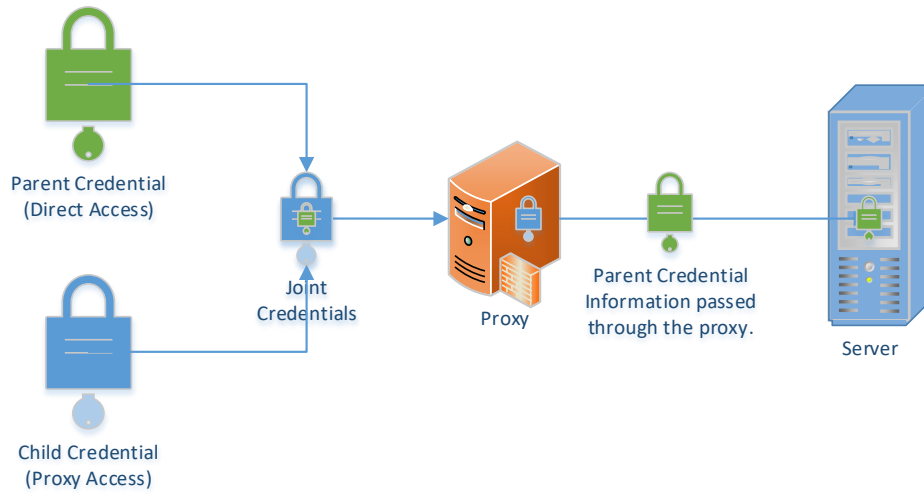 Parent Credential
(Direct Access)
Joint
Credentials
Proxy
Parent Credential
Information passed
through the proxy.
Server
Child Credential
(Proxy Access)